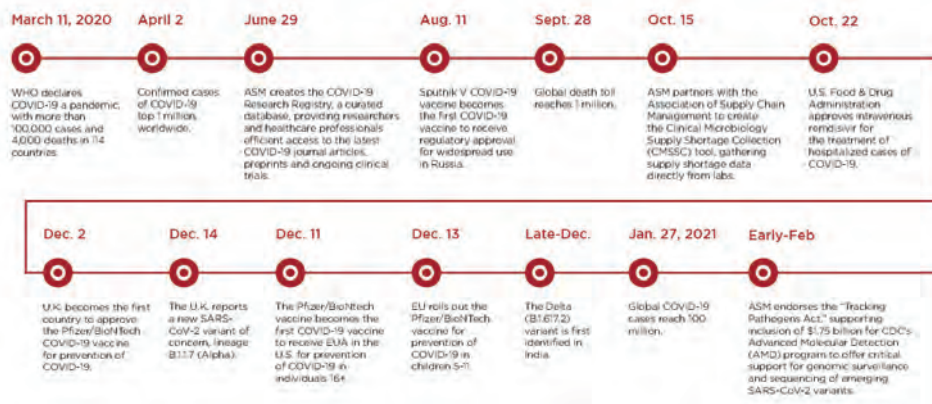 March 11, 2020
WHO declares
COVID-19 a pandemic,
with more than
100,000 cases and
4,000 deaths in 114
countries.
April 2
Confirmed cases
of COVID-19
top 1 million
worldwide.
June 29
ASM creates the COVID-19
Research Registry, a curated
database, providing researchers
and healthcare professionals
efficient access to the latest
COVID-19 journal articles,
preprints and ongoing clinical
trials.
Aug. 11
Sputnik V COVID-19
vaccine becomes
the first COVID-19
vaccine to receive
regulatory approval
for widespread use
in Russia.
Sept. 28
Global death toll
reaches 1 million.
Oct. 15
ASM partners with the
Association of Supply Chain
Management to create
the Clinical Microbiology
Supply Shortage Collection
(CMSSC) tool, gathering
supply shortage data
directly from labs.
Oct. 22
U.S. Food & Drug
Administration
approves intravenous
remdisivir for
the treatment of
hospitalized cases of
COVID-19.
Dec. 2
U.K. becomes the first
country to approve
the Pfizer/BioNTech
COVID-19 vaccine
for prevention of
COVID-19.
Dec. 14
The U.K. reports
a new SARS-
CoV-2 variant of
concern, lineage
B.1.1.7 (Alpha).
Dec. 11
The Pfizer/BioNtech
vaccine becomes the
first COVID-19 vaccine
to receive EUA in the
U.S. for prevention
of COVID-19 in
individuals 16+.
Dec. 13
EU rolls out the
Pfizer/BioNTech
vaccine for
prevention of
COVID-19 in
children 5-11.
Late-Dec.
The Delta
(B.1.617.2)
variant is first
identified in
India.
Jan. 27, 2021
Global COVID-19
cases reach 100
million.
Early-Feb
ASM endorses the "Tracking
Pathogens Act," supporting
inclusion of $1.75 billion for CDC's
Advanced Molecular Detection
(AMD) program to offer critical
support for genomic surveillance
and sequencing of emerging
SARS-CoV-2 variants.